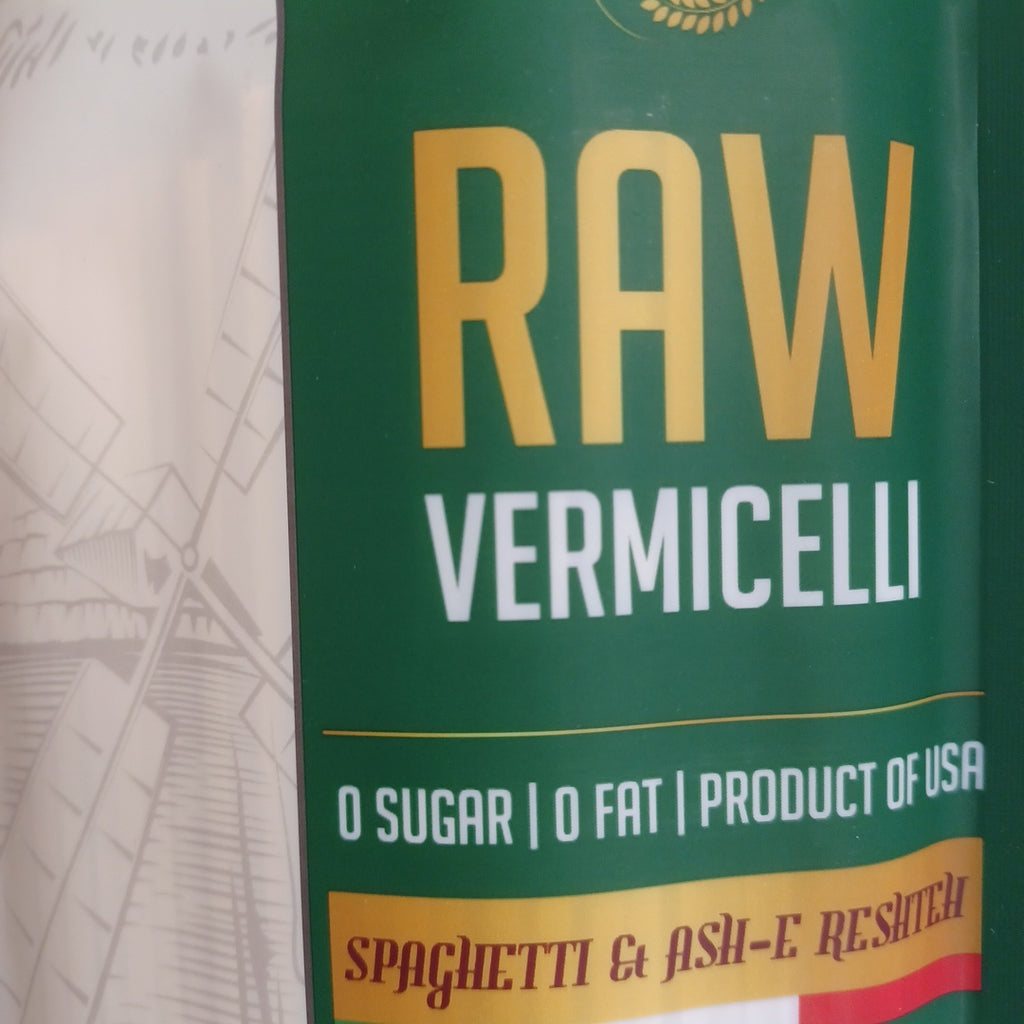 RAW
VERMICELLI
0 SUGAR | 0 FAT | PRODUCT OF USA
SPAGHETTI & ASH-E RESHTEH